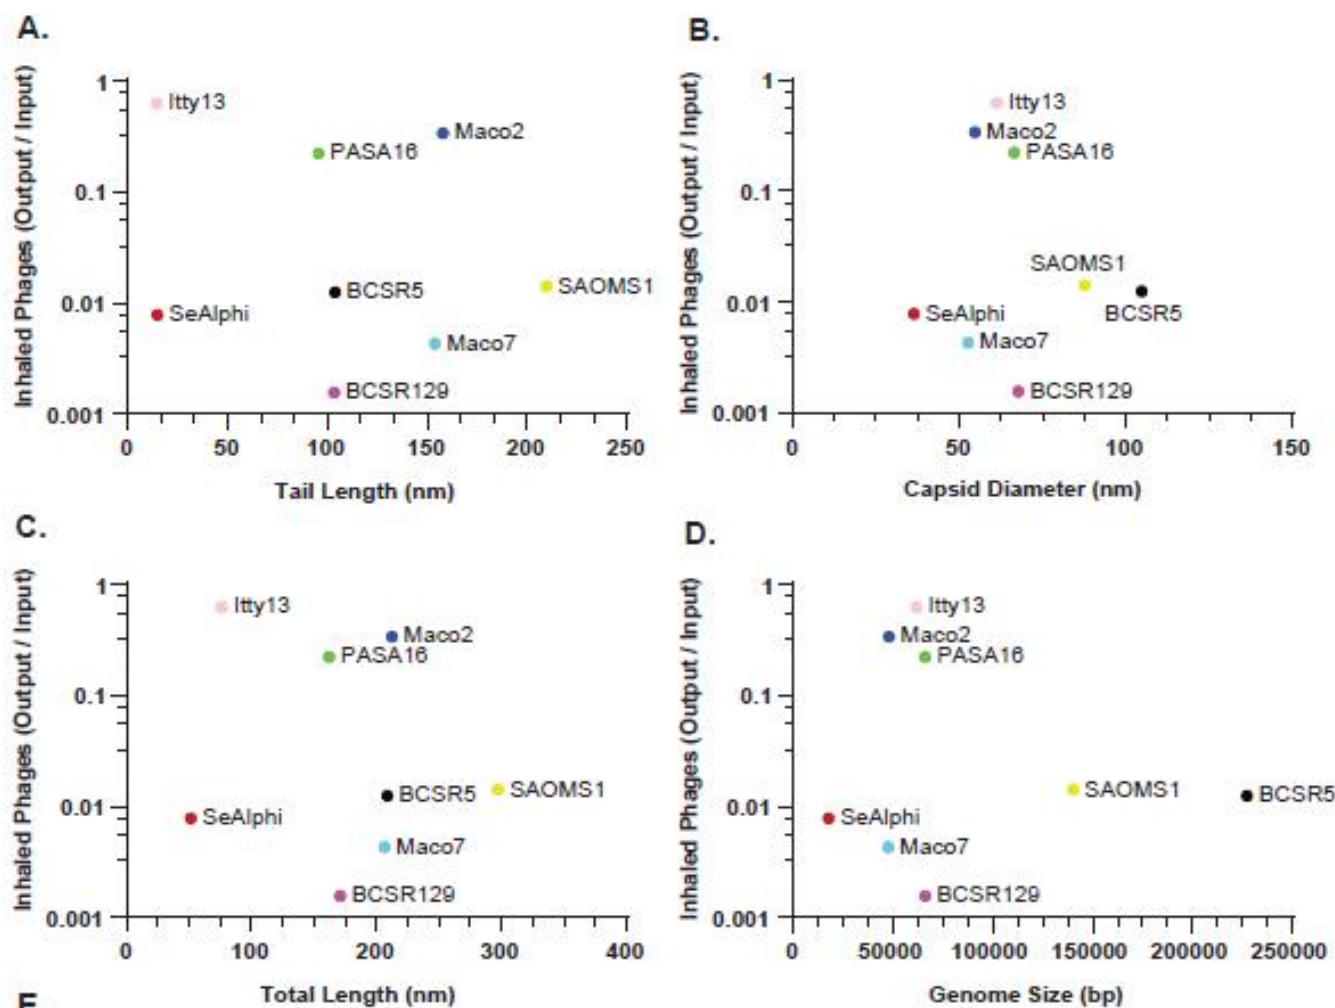 A.
Inhaled Phages (Output / Input)
1
0.1
0.01
0.001
Itty13
Maco2
PASA16
BCSR5
SAOMS1
SeAlphi
Maco7
BCSR129
0 50 100 150 200 250
Tail Length (nm)
B.
Inhaled Phages (Output / Input)
1
0.1
0.01
0.001
Itty13
Maco2
PASA16
SAOMS1
BCSR5
SeAlphi
Maco7
BCSR129
0 50 100 150
Capsid Diameter (nm)
C.
Inhaled Phages (Output / Input)
1
0.1
0.01
0.001
Itty13
Maco2
PASA16
BCSR5
SAOMS1
SeAlphi
Maco7
BCSR129
0 100 200 300 400
Total Length (nm)
D.
Inhaled Phages (Output / Input)
1
0.1
0.01
0.001
Itty13
Maco2
PASA16
SAOMS1
BCSR5
SeAlphi
Maco7
BCSR129
0 50000 100000 150000 200000 250000
Genome Size (bp)